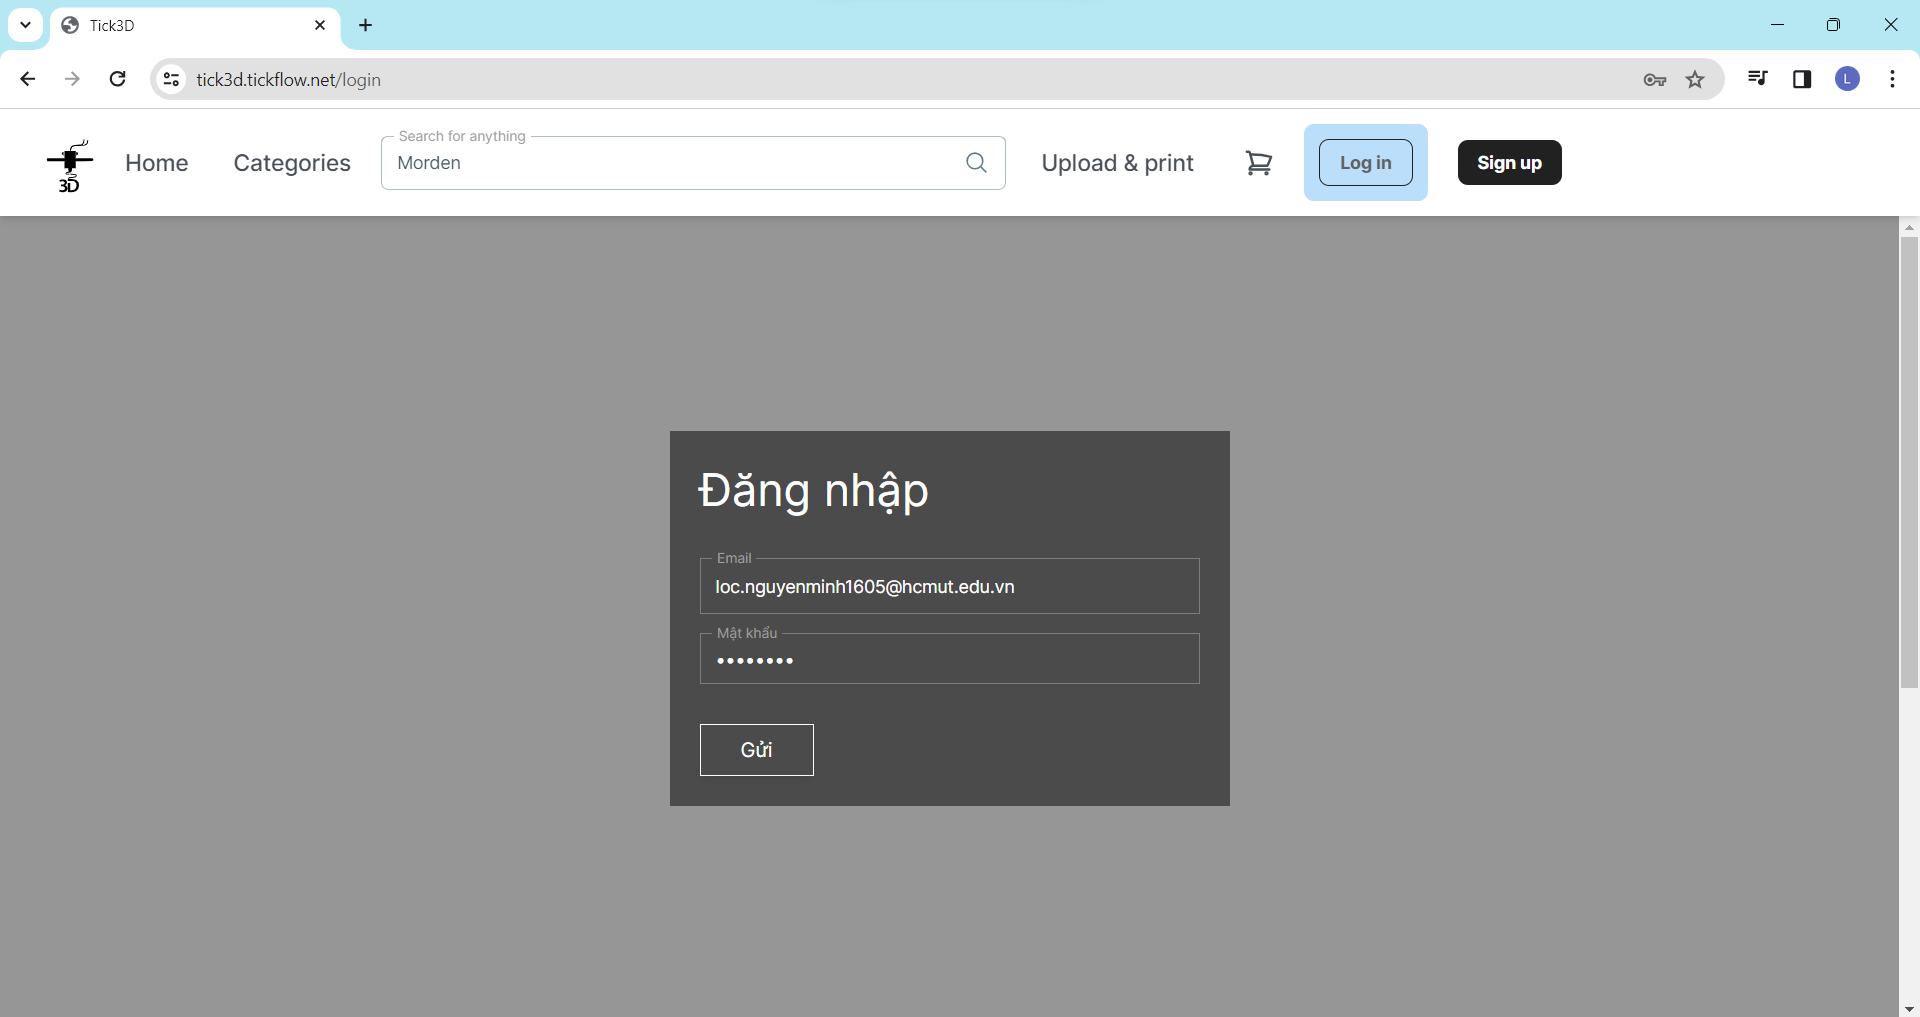 Tick3D
tick3d.tickflow.net/login
L
3D
Home
Categories
Search for anything
Morden
Upload & print
Log in
Sign up
Đăng nhập
Email
loc.nguyenminh1605@hcmut.edu.vn
Mật khẩu
••••••••
Gửi